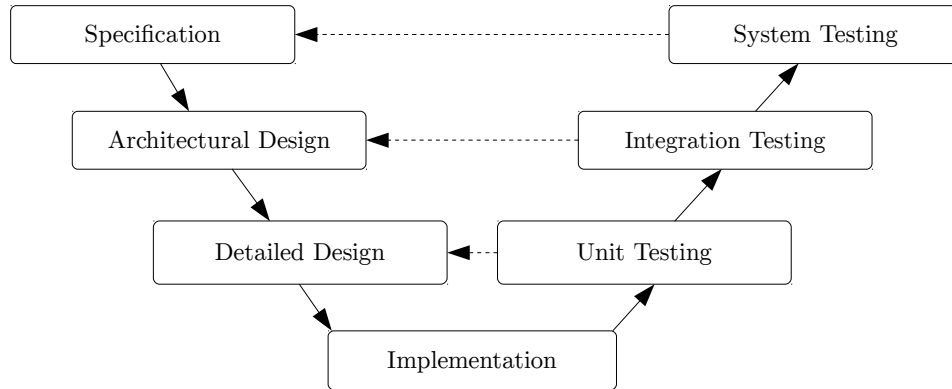 Specification
System Testing
Architectural Design
Integration Testing
Detailed Design
Unit Testing
Implementation